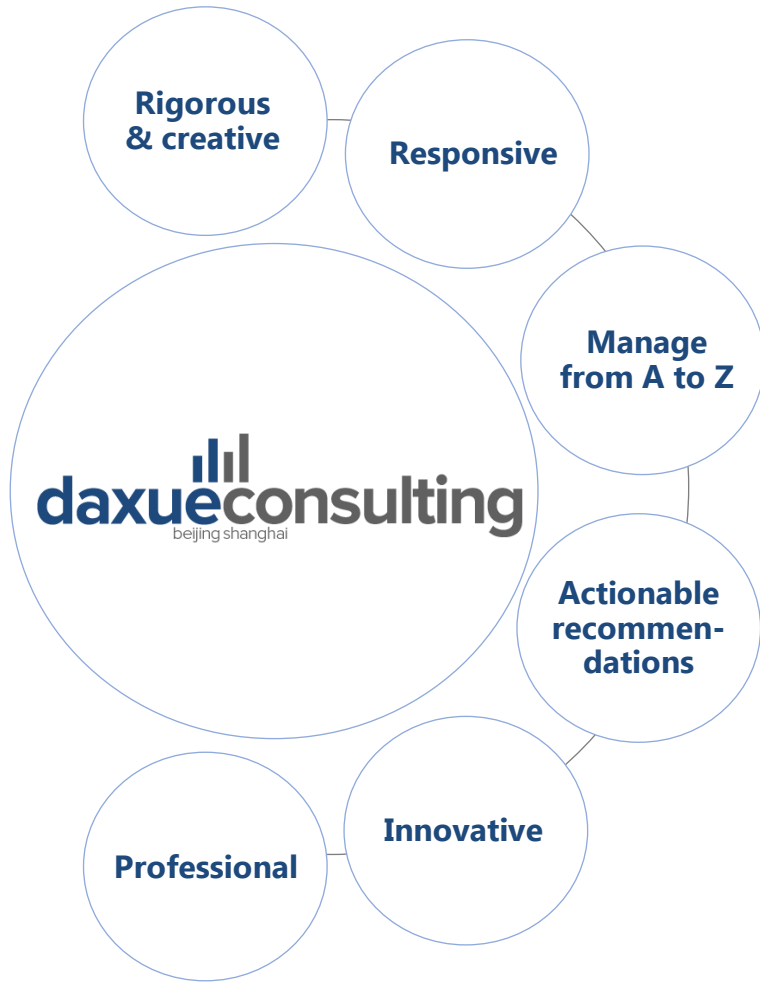 Rigorous
& creative
Responsive
Manage
from A to Z
daxueconsulting
beijing shanghai
Actionable
recommen-
dations
Innovative
Professional